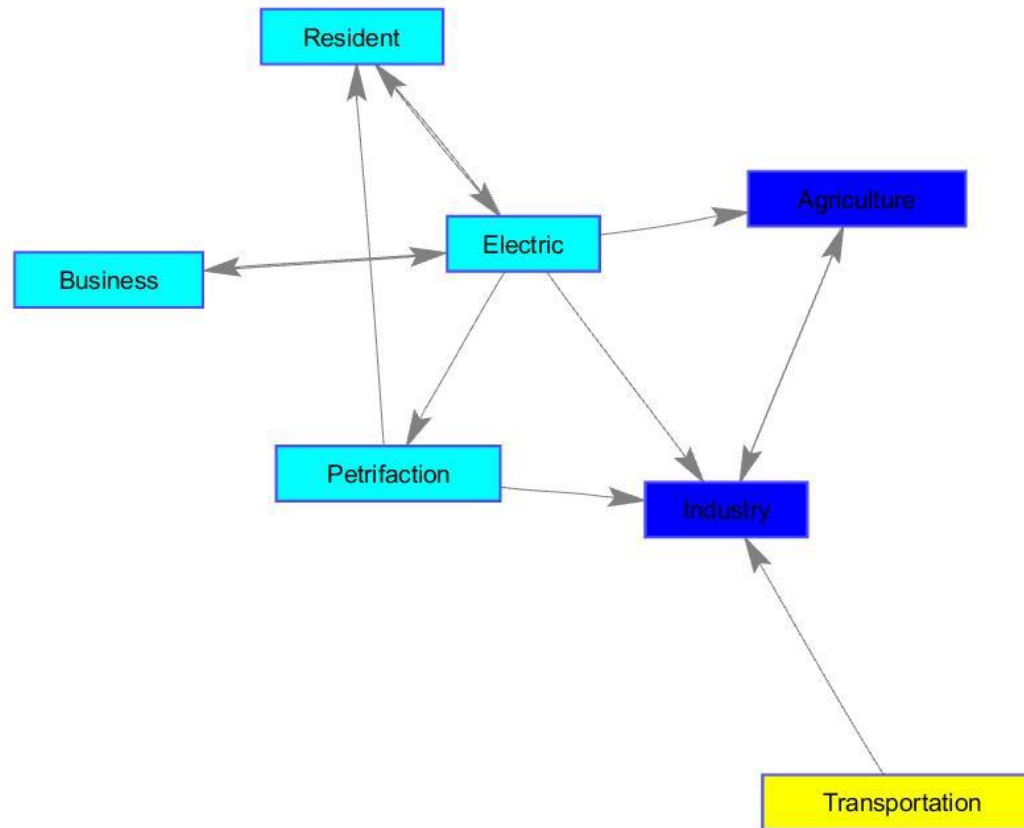 Resident
Agriculture
Electric
Business
Petrifaction
Industry
Transportation